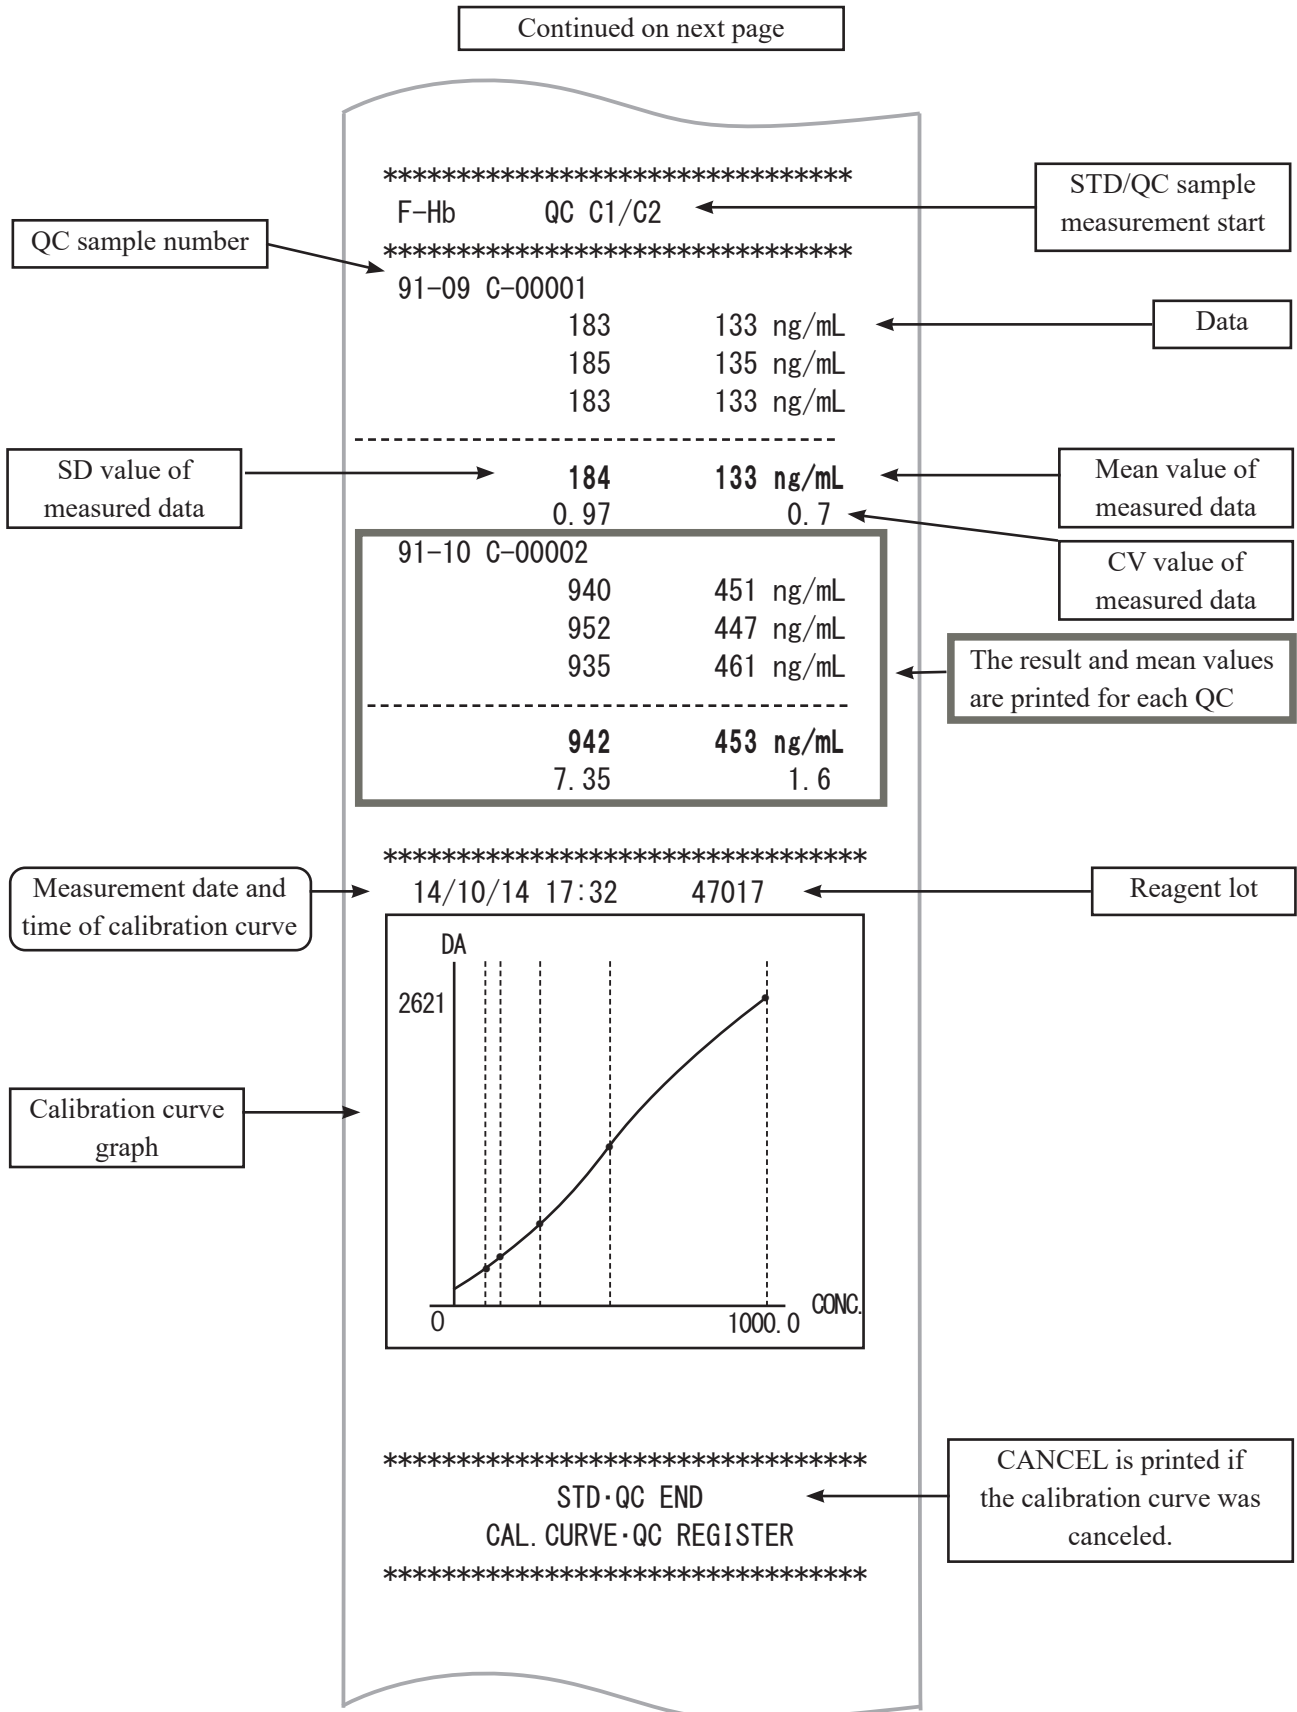 Continued on next page
*********************************
F-Hb QC C1/C2
*********************************
STD/QC sample
measurement start
QC sample number
91-09 C-00001
183 133 ng/mL
Data
185 135 ng/mL
183 133 ng/mL
---------------------------------
SD value of
measured data
184 133 ng/mL
Mean value of
measured data
0.97 0.7
CV value of
measured data
91-10 C-00002
940 451 ng/mL
952 447 ng/mL
935 461 ng/mL
The result and mean values
are printed for each QC
---------------------------------
942 453 ng/mL
7.35 1.6
**********************************
Measurement date and
time of calibration curve
14/10/14 17:32 47017
Reagent lot
DA
2621
Calibration curve
graph
CONC.
0 1000.0
**********************************
STD·QC END
CAL.CURVE·QC REGISTER
**********************************
CANCEL is printed if
the calibration curve was
canceled.